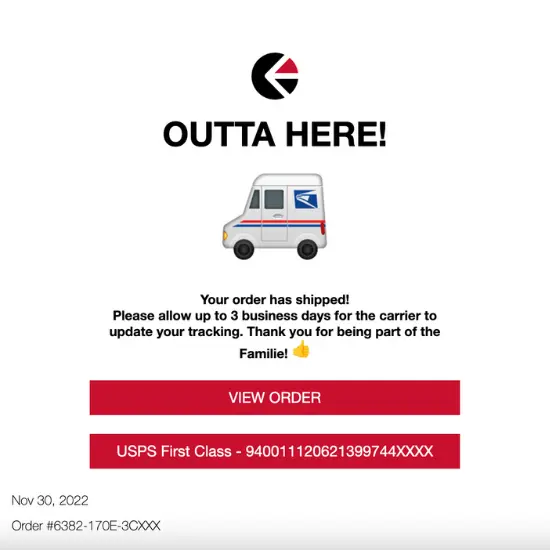 OUTTA HERE!
Your order has shipped!
Please allow up to 3 business days for the carrier to
update your tracking. Thank you for being part of the
Familie! 👍
VIEW ORDER
USPS First Class - 940011120621399744XXXX
Nov 30, 2022
Order #6382-170E-3CXXX